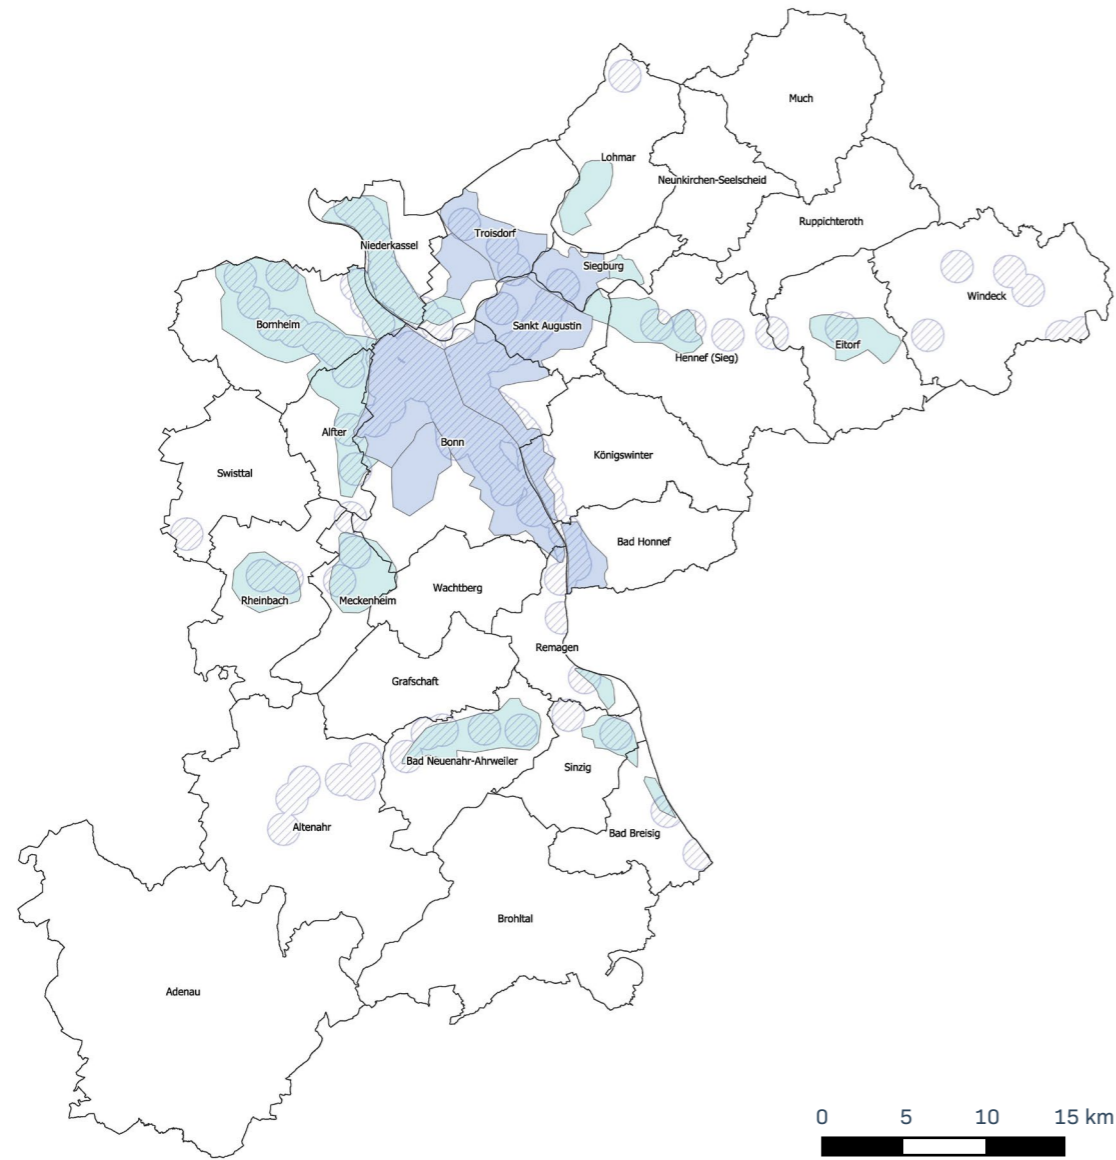 Much
Lohmar
Neunkirchen-Seelscheid
Ruppichteroth
Troisdorf
Niederkassel
Siegburg
Windeck
Bornheim
Sankt Augustin
Eitorf
Hennef (Sieg)
Alfter
Bonn
Königswinter
Swisttal
Bad Honnef
Wachtberg
Rheinbach
Meckenheim
Remagen
Grafschaft
Bad Neuenahr-Ahrweiler
Sinzig
Altenahr
Bad Breisig
Brohltal
Adenau
0 5 10 15 km